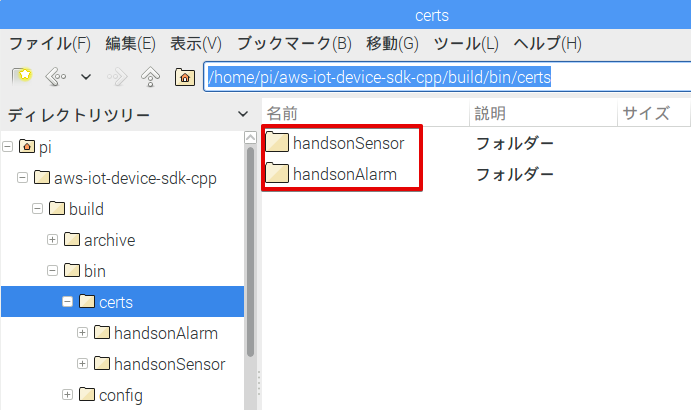 certs
ファイル(F) 編集(E) 表示(V) ブックマーク(B) 移動(G) ツール(L) ヘルプ(H)
/home/pi/aws-iot-device-sdk-cpp/build/bin/certs
ディレクトリツリー
pi
aws-iot-device-sdk-cpp
build
archive
bin
certs
handsonAlarm
handsonSensor
config
名前 説明 サイズ
handsonSensor フォルダー
handsonAlarm フォルダー